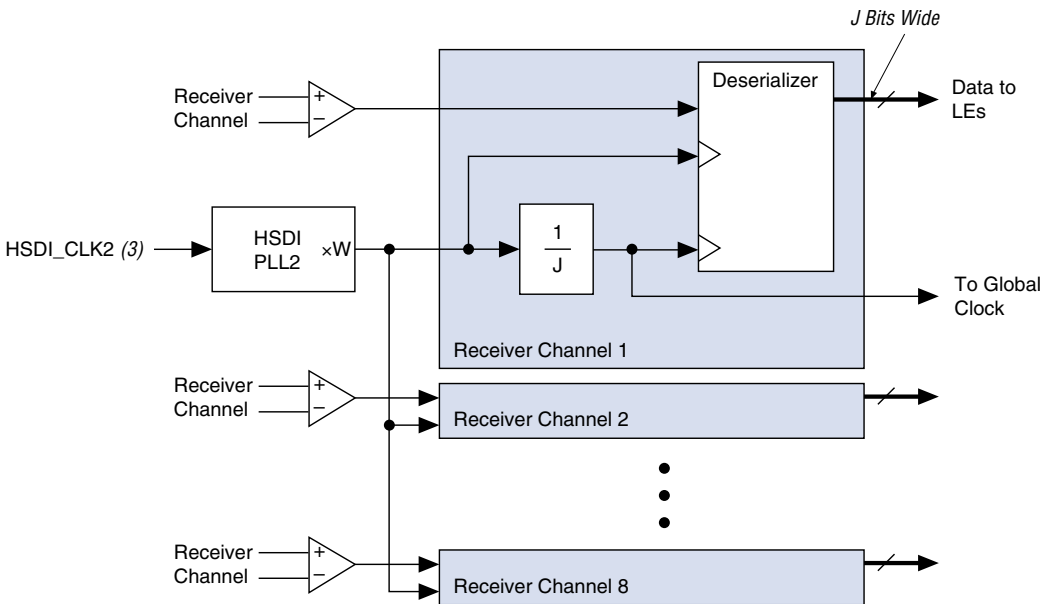 J Bits Wide
Receiver
Channel
+
−
Deserializer
Data to
LEs
HSDI_CLK2 (3)
HSDI
PLL2
×W
1
J
To Global
Clock
Receiver Channel 1
Receiver
Channel
+
−
Receiver Channel 2
Receiver
Channel
+
−
Receiver Channel 8